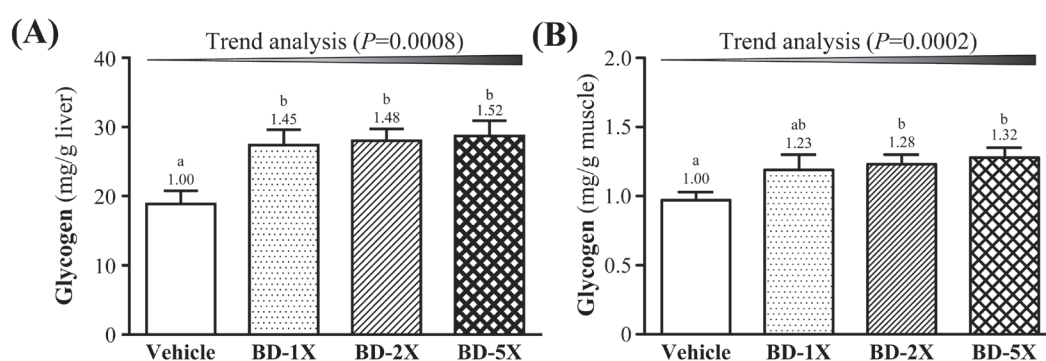 (A)
Trend analysis (P=0.0008)
Glycogen (mg/g liver)
40
30
20
10
0
a
1.00
b
1.45
b
1.48
b
1.52
Vehicle BD-1X BD-2X BD-5X
(B)
Trend analysis (P=0.0002)
Glycogen (mg/g muscle)
2.0
1.5
1.0
0.5
0
a
1.00
ab
1.23
b
1.28
b
1.32
Vehicle BD-1X BD-2X BD-5X